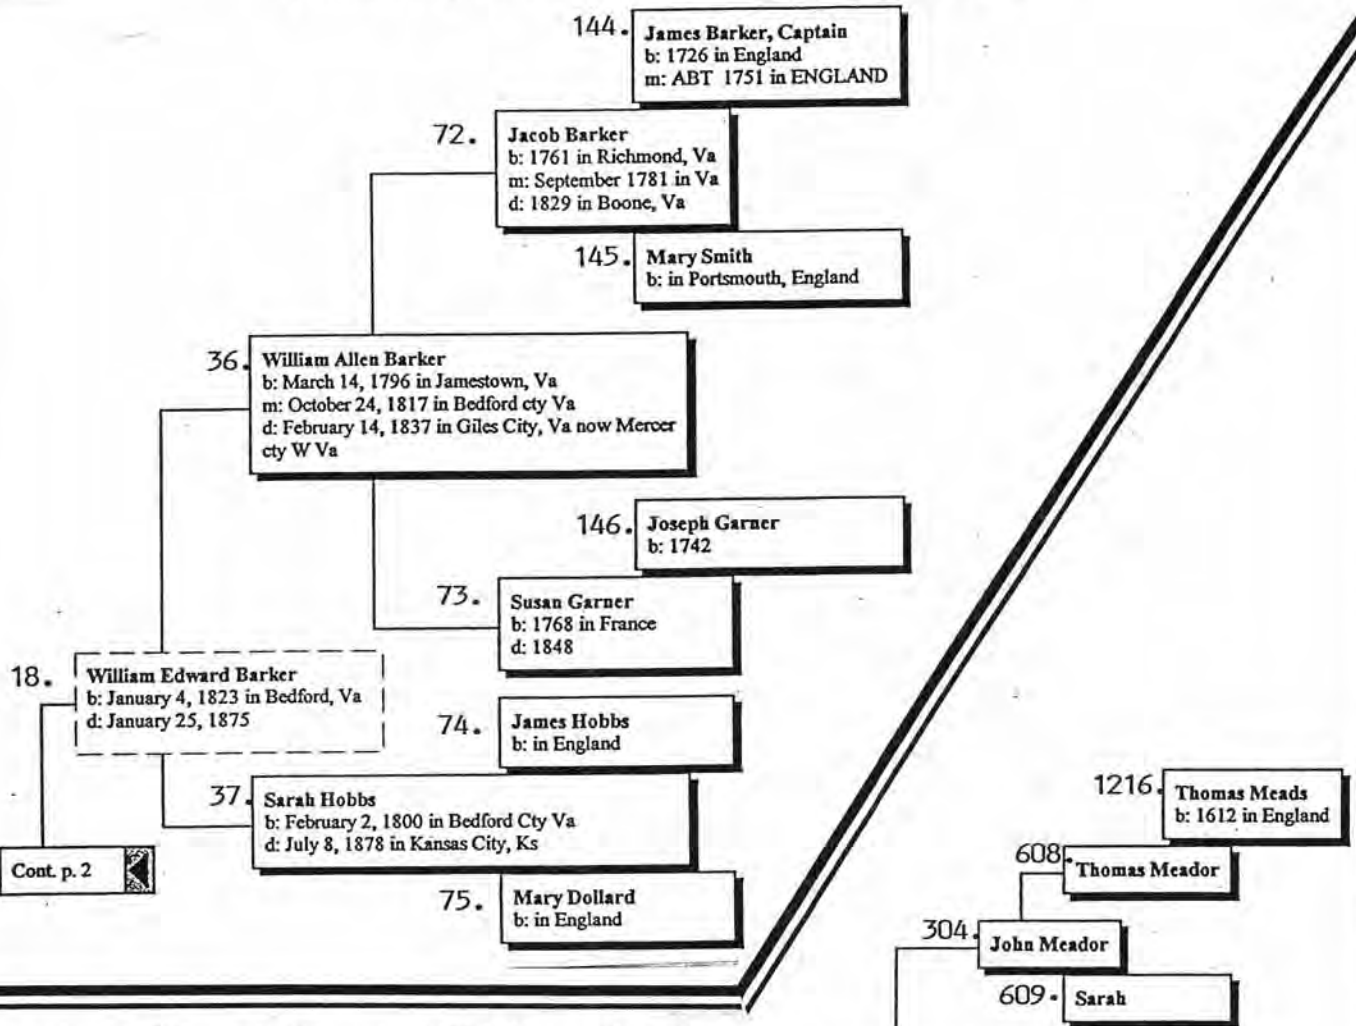 144.
James Barker, Captain
b: 1726 in England
m: ABT 1751 in ENGLAND
72.
Jacob Barker
b: 1761 in Richmond, Va
m: September 1781 in Va
d: 1829 in Boone, Va
145.
Mary Smith
b: in Portsmouth, England
36.
William Allen Barker
b: March 14, 1796 in Jamestown, Va
m: October 24, 1817 in Bedford cty Va
d: February 14, 1837 in Giles City, Va now Mercer
cty W Va
146.
Joseph Garner
b: 1742
73.
Susan Garner
b: 1768 in France
d: 1848
18.
William Edward Barker
b: January 4, 1823 in Bedford, Va
d: January 25, 1875
74.
James Hobbs
b: in England
37.
Sarah Hobbs
b: February 2, 1800 in Bedford Cty Va
d: July 8, 1878 in Kansas City, Ks
Cont. p. 2
75.
Mary Dollard
b: in England
1216.
Thomas Meads
b: 1612 in England
608.
Thomas Meador
304.
John Meador
609.
Sarah